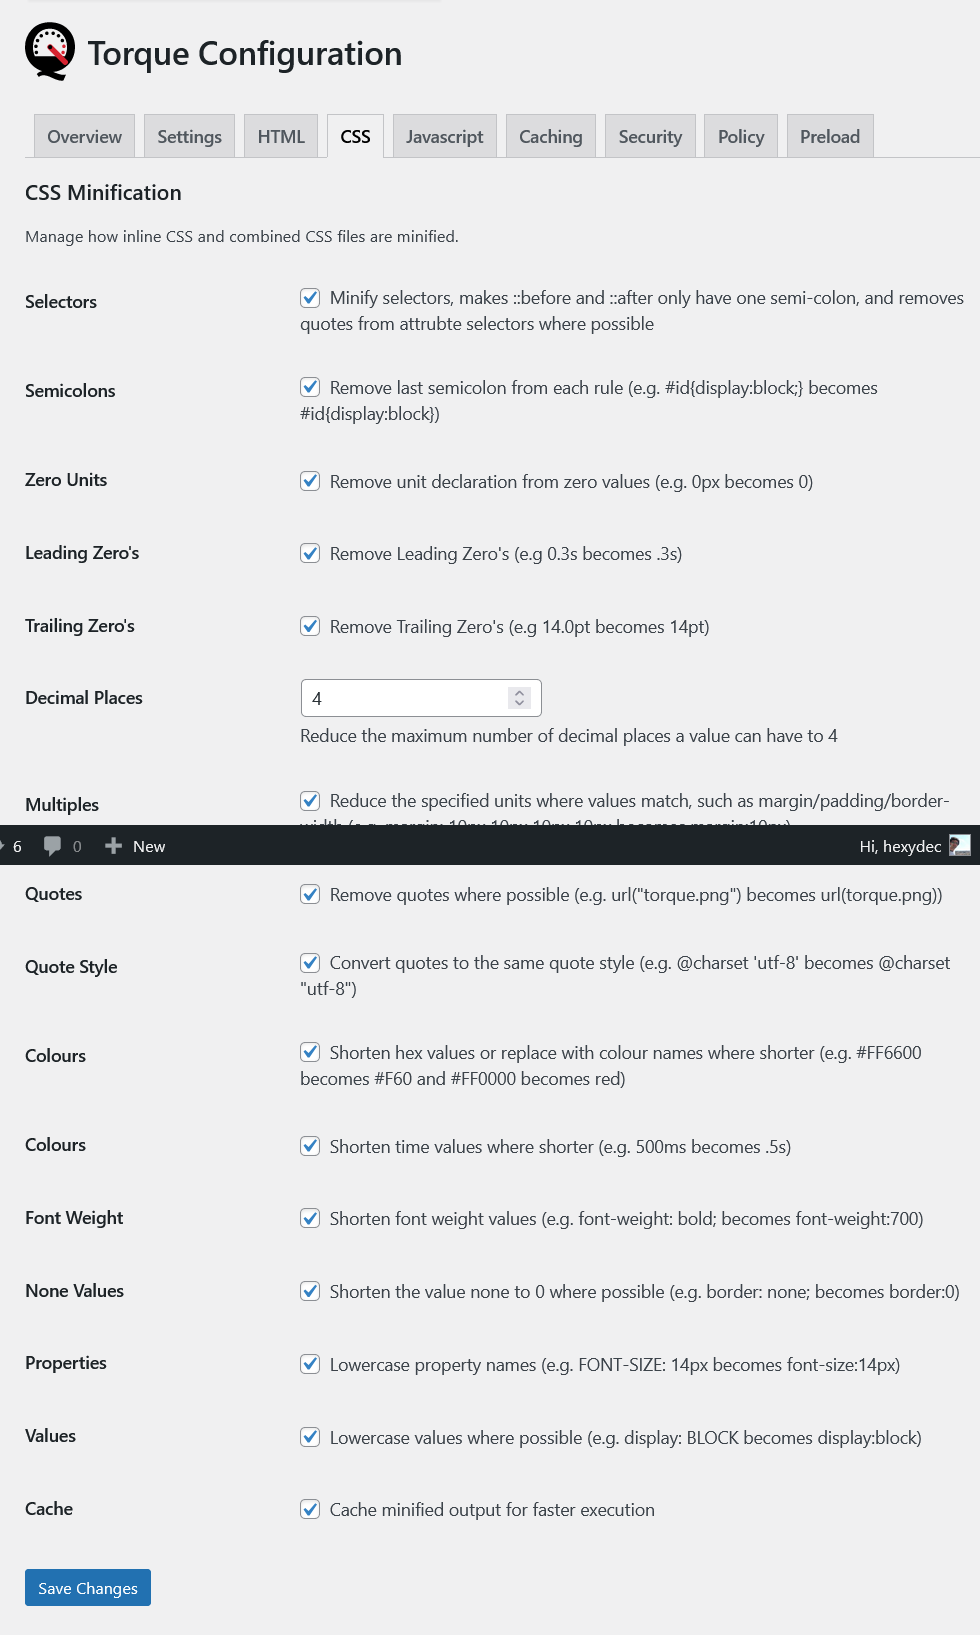 Torque Configuration
Overview Settings HTML CSS Javascript Caching Security Policy Preload
CSS Minification
Manage how inline CSS and combined CSS files are minified.
Selectors
Minify selectors, makes ::before and ::after only have one semi-colon, and removes
quotes from attrubte selectors where possible
Semicolons
Remove last semicolon from each rule (e.g. #id{display:block;} becomes
#id{display:block})
Zero Units
Remove unit declaration from zero values (e.g. 0px becomes 0)
Leading Zero's
Remove Leading Zero's (e.g 0.3s becomes .3s)
Trailing Zero's
Remove Trailing Zero's (e.g 14.0pt becomes 14pt)
Decimal Places
4
Reduce the maximum number of decimal places a value can have to 4
Multiples
Reduce the specified units where values match, such as margin/padding/border-
width (e.g. margin: 10px 10px 10px 10px becomes margin:10px)
6 0 New Hi, hexydec
Quotes
Remove quotes where possible (e.g. url("torque.png") becomes url(torque.png))
Quote Style
Convert quotes to the same quote style (e.g. @charset 'utf-8' becomes @charset
"utf-8")
Colours
Shorten hex values or replace with colour names where shorter (e.g. #FF6600
becomes #F60 and #FF0000 becomes red)
Colours
Shorten time values where shorter (e.g. 500ms becomes .5s)
Font Weight
Shorten font weight values (e.g. font-weight: bold; becomes font-weight:700)
None Values
Shorten the value none to 0 where possible (e.g. border: none; becomes border:0)
Properties
Lowercase property names (e.g. FONT-SIZE: 14px becomes font-size:14px)
Values
Lowercase values where possible (e.g. display: BLOCK becomes display:block)
Cache
Cache minified output for faster execution
Save Changes